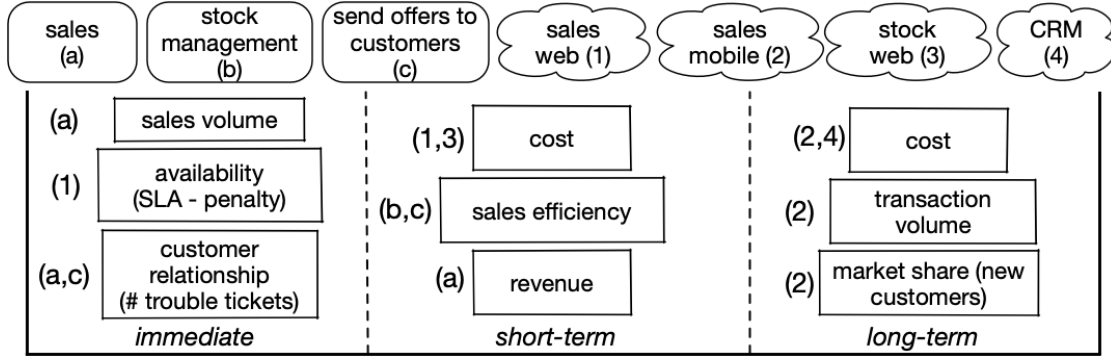 sales
(a)
stock
management
(b)
send offers to
customers
(c)
sales
web (1)
sales
mobile (2)
stock
web (3)
CRM
(4)
(a)
sales volume
(1)
availability
(SLA - penalty)
(a,c)
customer
relationship
(# trouble tickets)
immediate
(1,3)
cost
(b,c)
sales efficiency
(a)
revenue
short-term
(2,4)
cost
(2)
transaction
volume
(2)
market share (new
customers)
long-term